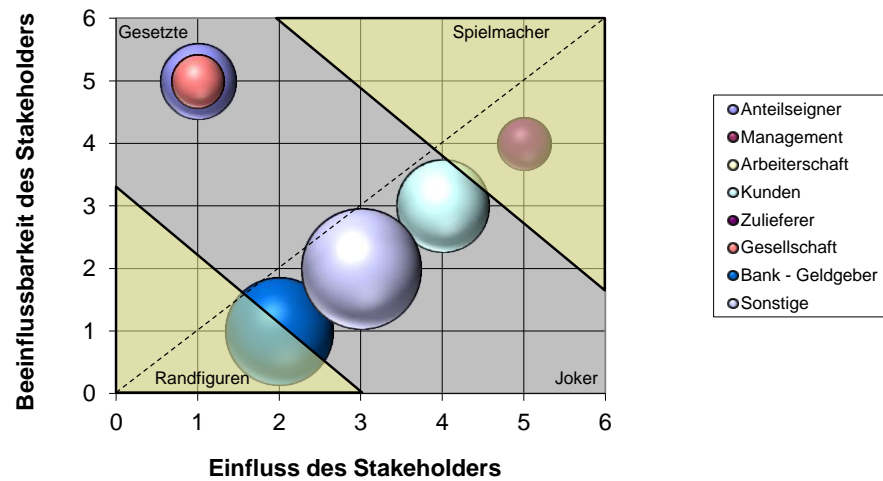 Beeinflussbarkeit des Stakeholders
6
5
4
3
2
1
0
Gesetzte
Spielmacher
Randfiguren
Joker
0 1 2 3 4 5 6
Einfluss des Stakeholders
Anteilseigner
Management
Arbeiterschaft
Kunden
Zulieferer
Gesellschaft
Bank - Geldgeber
Sonstige